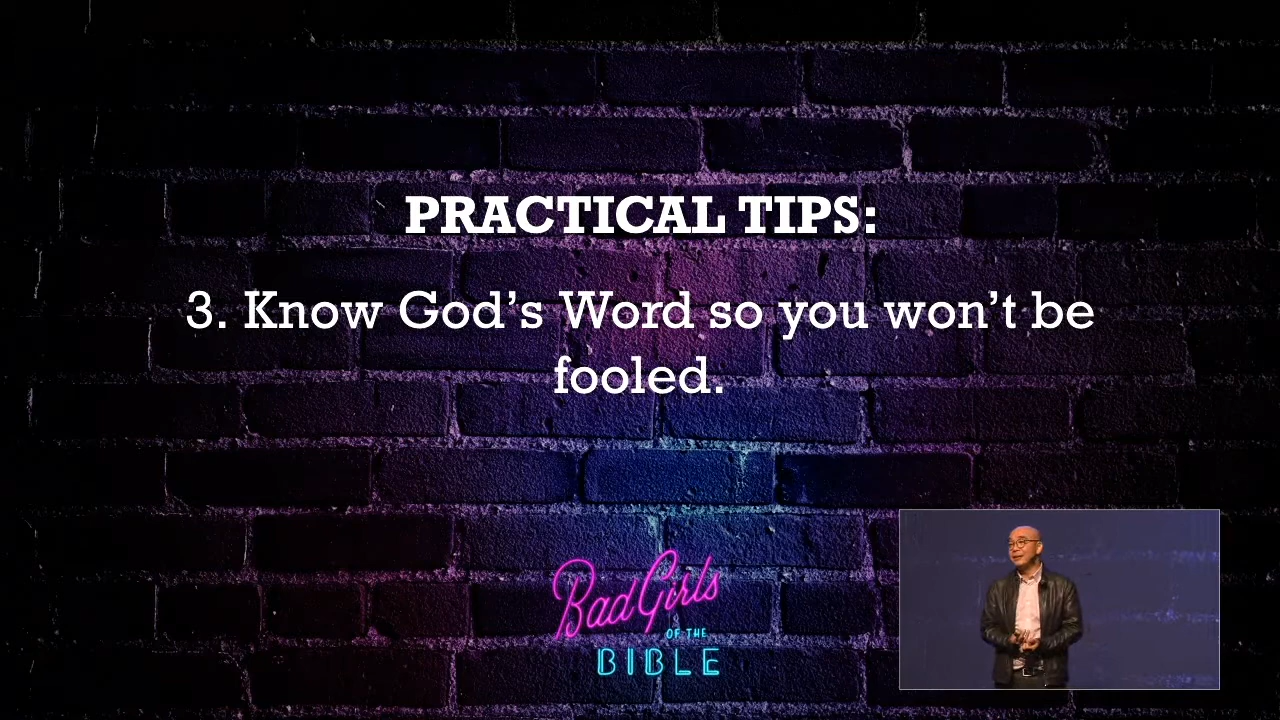 PRACTICAL TIPS:
3. Know God’s Word so you won’t be
fooled.
Bad Girls
OF THE
BIBLE